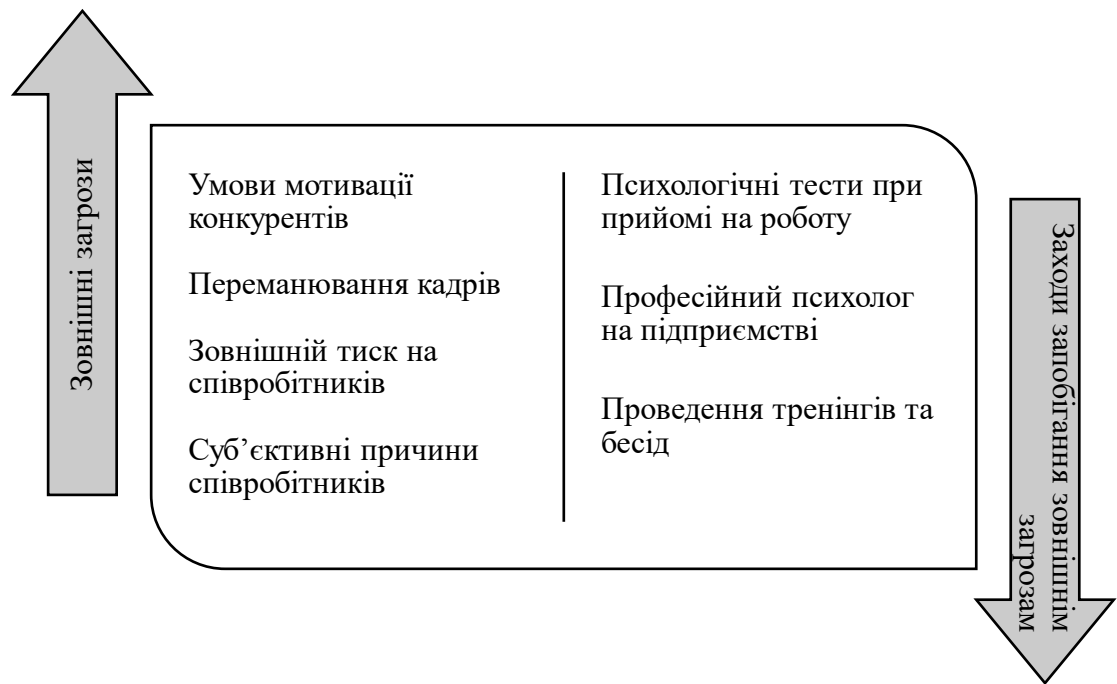 Зовнішні загрози
Умови мотивації
конкурентів
Переманювання кадрів
Зовнішній тиск на
співробітників
Суб’єктивні причини
співробітників
Психологічні тести при
прийомі на роботу
Професійний психолог
на підприємстві
Проведення тренінгів та
бесід
Заходи запобігання зовнішнім
загрозам